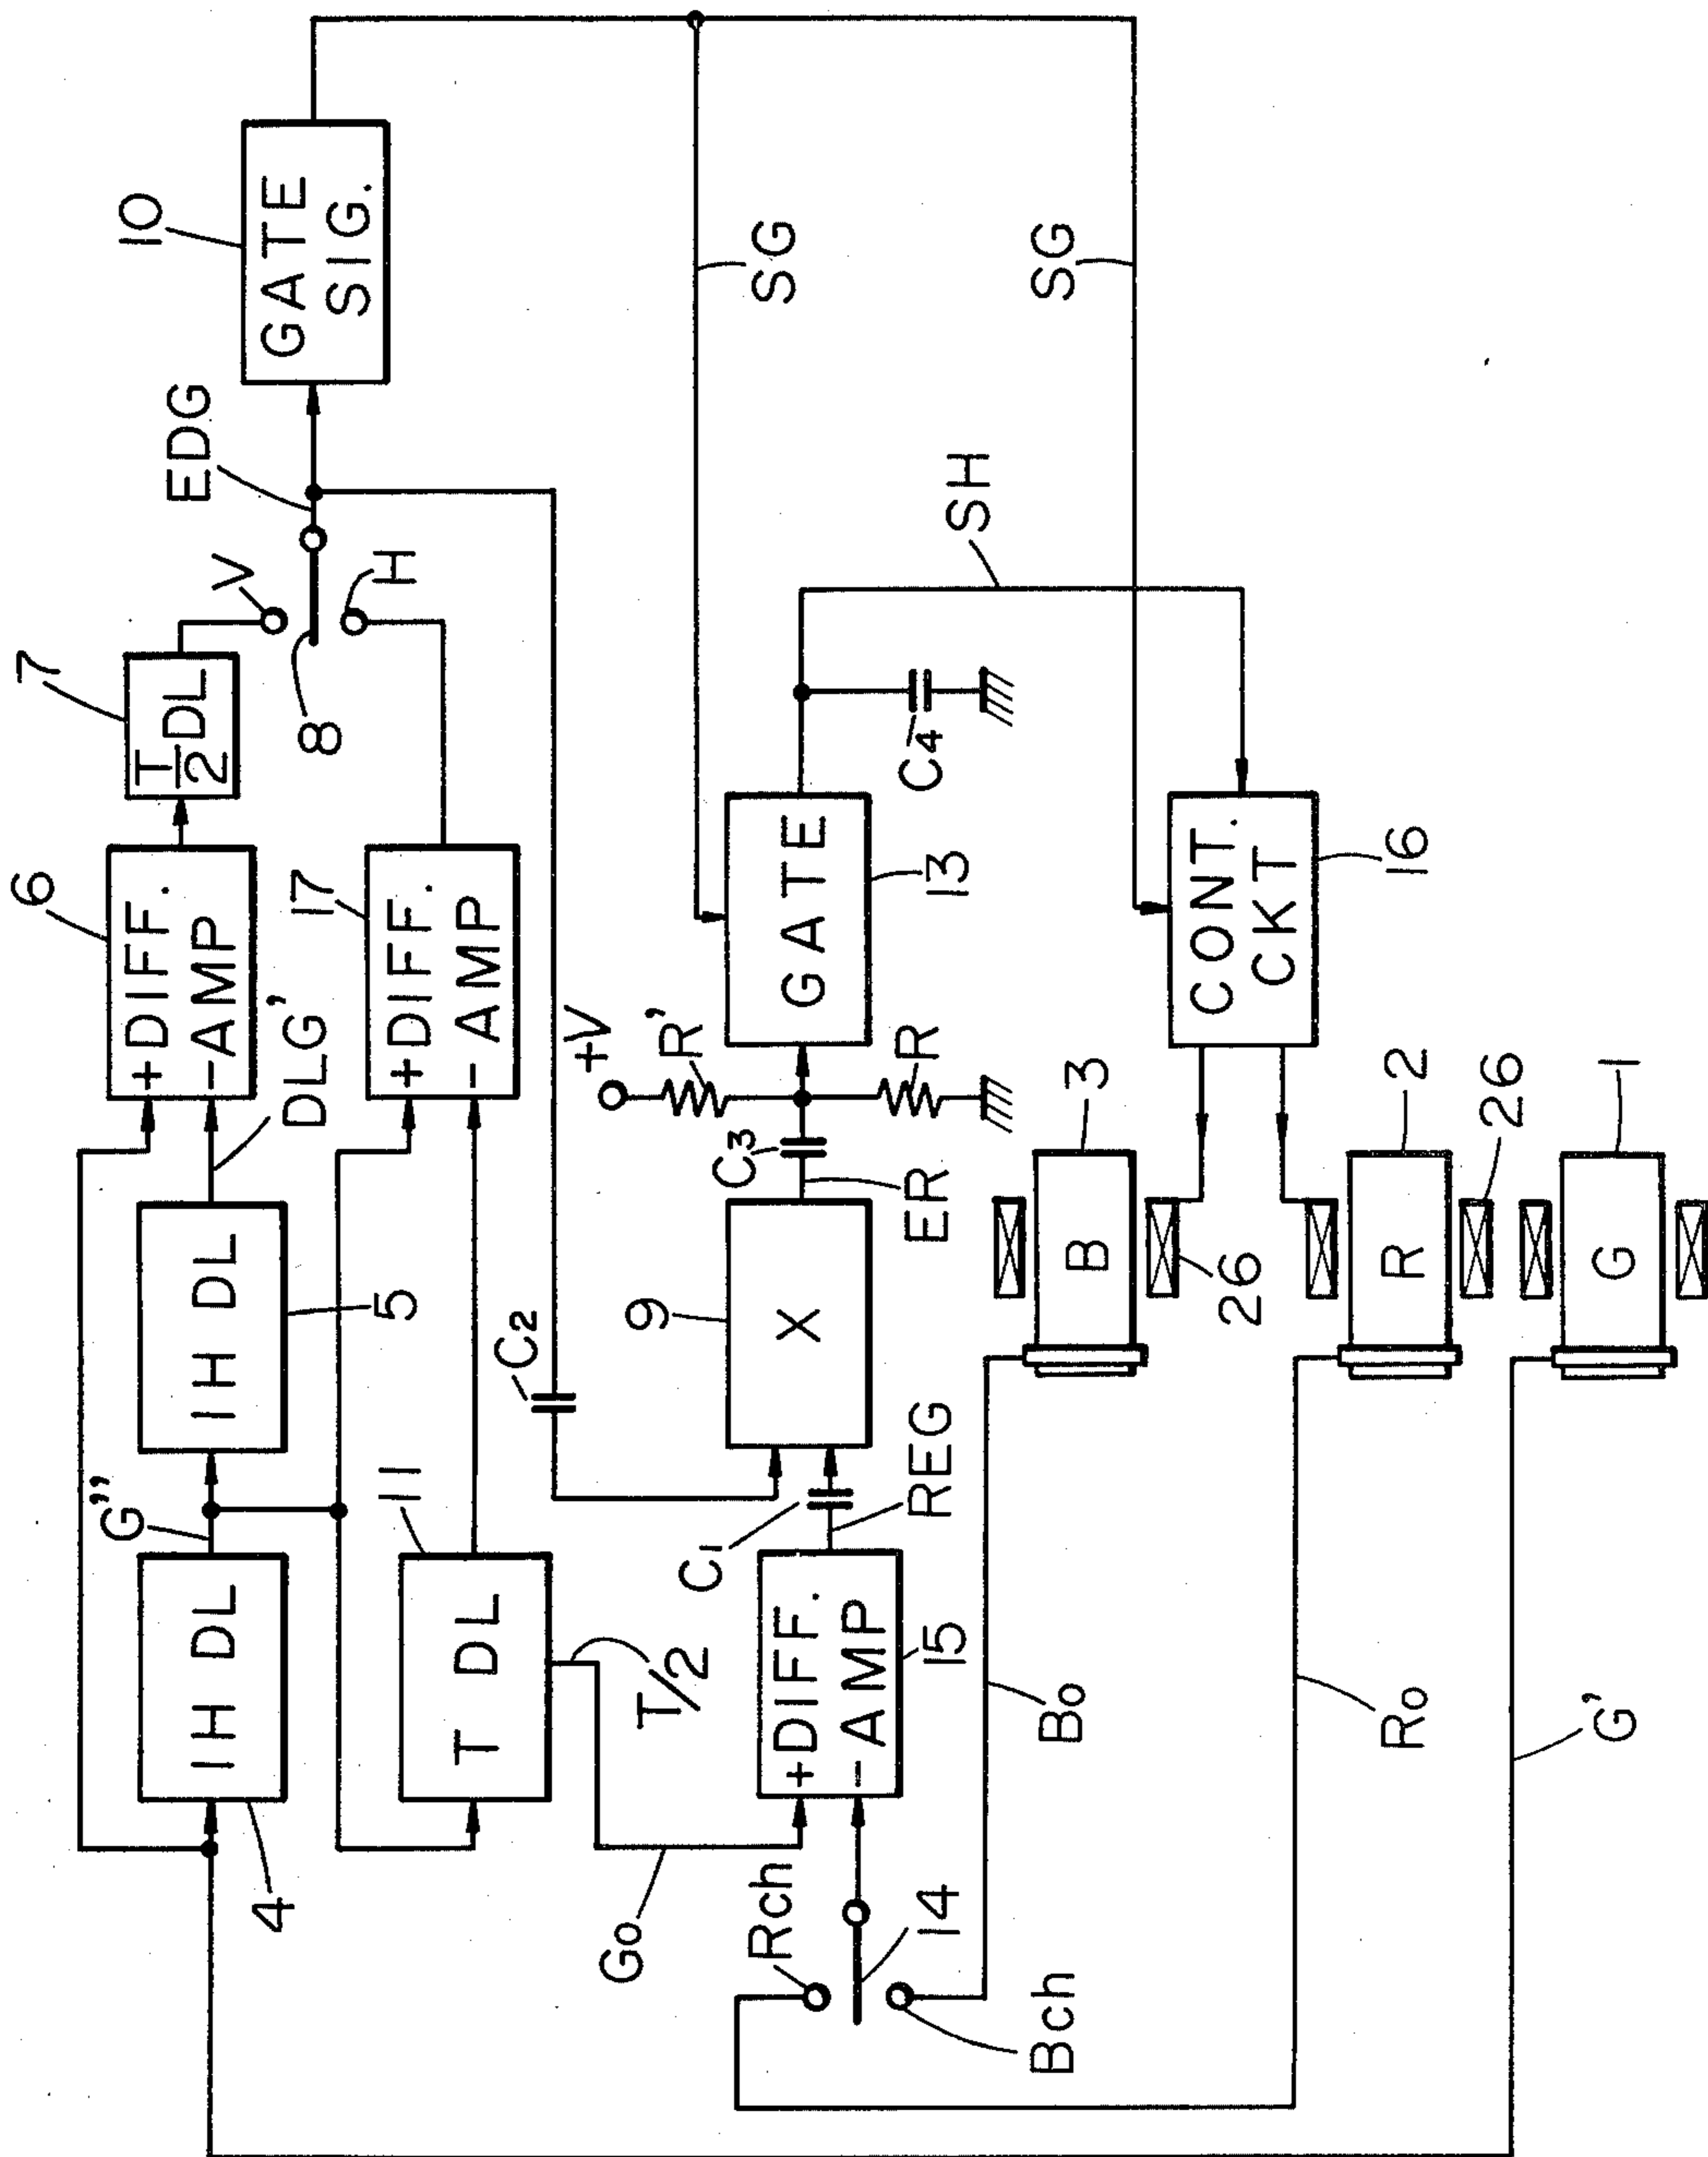 6
7
10
+DIFF.
-AMP
T/2 DL
V
EDG
GATE
SIG.
G"
1H DL
1H DL
DLG'
4
5
8
H
17
+DIFF.
-AMP
11
T DL
T/2
C2
+V
R'
R
SG
SG
Go
Rch
14
Bch
+DIFF.
-AMP
15
C1
REG
9
X
C3
ER
GATE
13
C4
SH
CONT.
CKT
16
Bo
Ro
G'
B
3
26
R
2
26
G
1